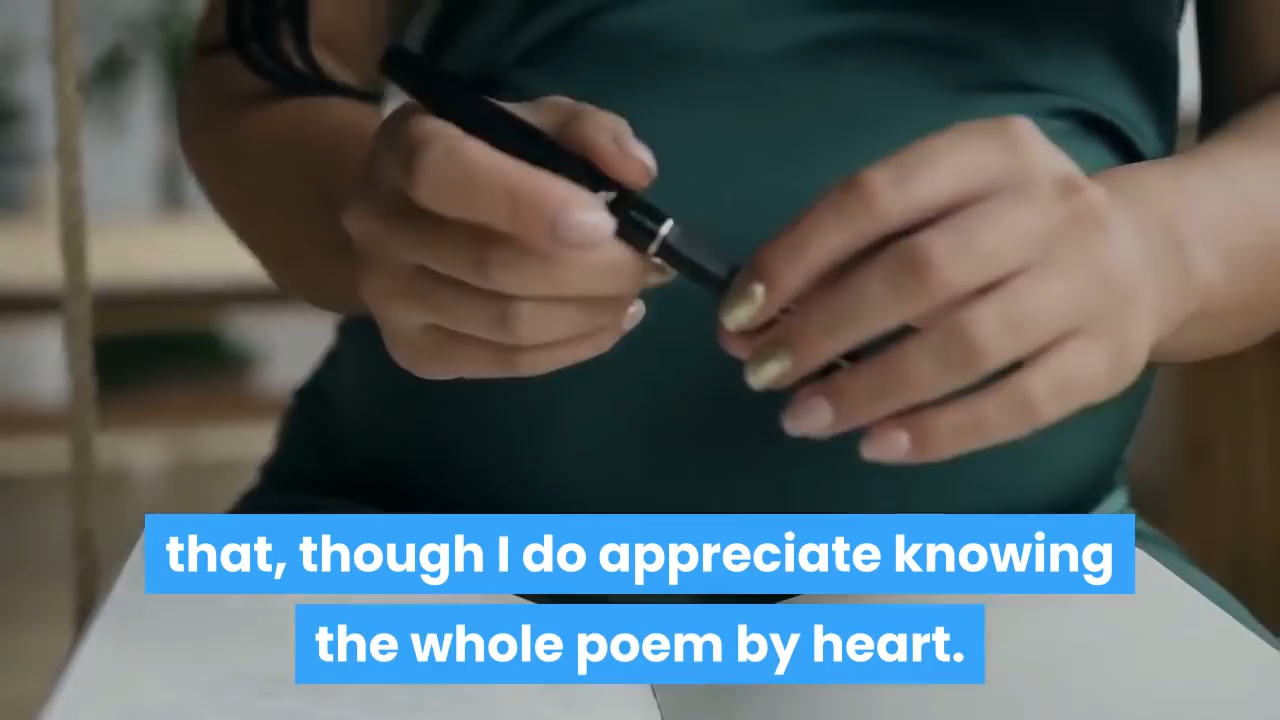 that, though I do appreciate knowing
the whole poem by heart.